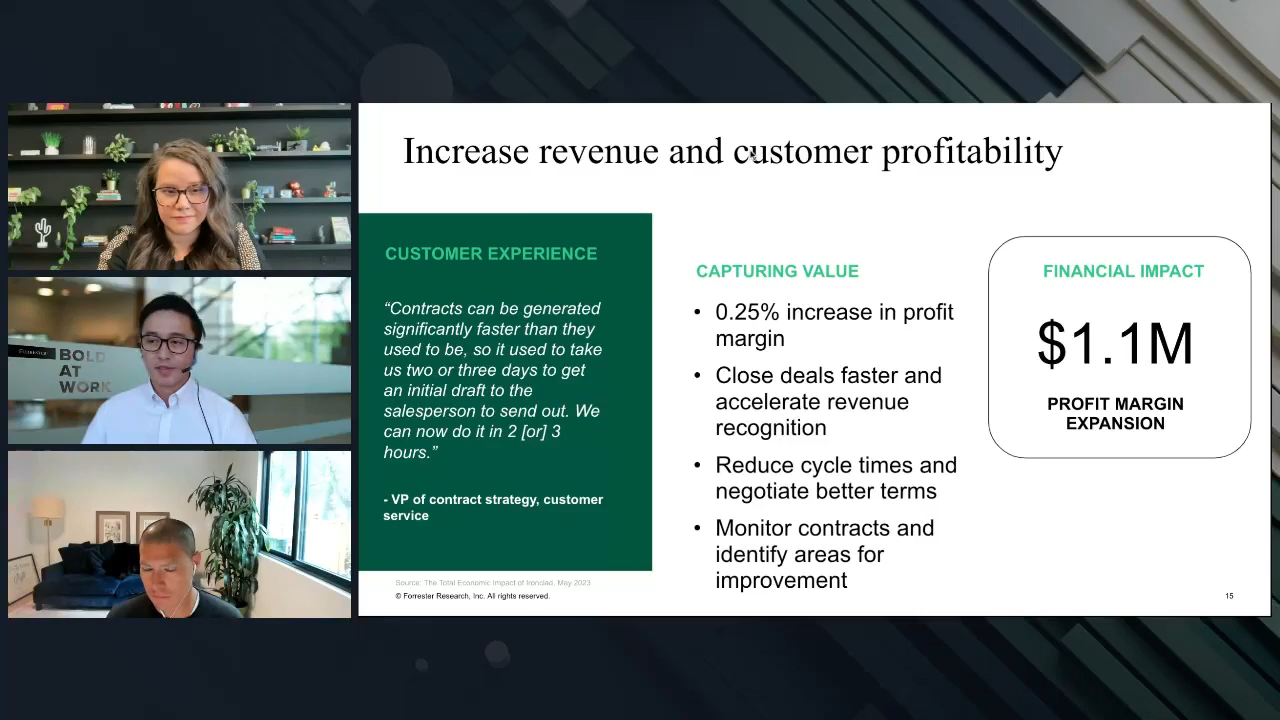 Increase revenue and customer profitability
CUSTOMER EXPERIENCE
“Contracts can be generated
significantly faster than they
used to be, so it used to take
us two or three days to get
an initial draft to the
salesperson to send out. We
can now do it in 2 [or] 3
hours.”
- VP of contract strategy, customer
service
CAPTURING VALUE
• 0.25% increase in profit
margin
• Close deals faster and
accelerate revenue
recognition
• Reduce cycle times and
negotiate better terms
• Monitor contracts and
identify areas for
improvement
FINANCIAL IMPACT
$1.1M
PROFIT MARGIN
EXPANSION
Source: The Total Economic Impact of Ironclad, May 2023
© Forrester Research, Inc. All rights reserved.
15
FORRESTER
BOLD
AT
WORK